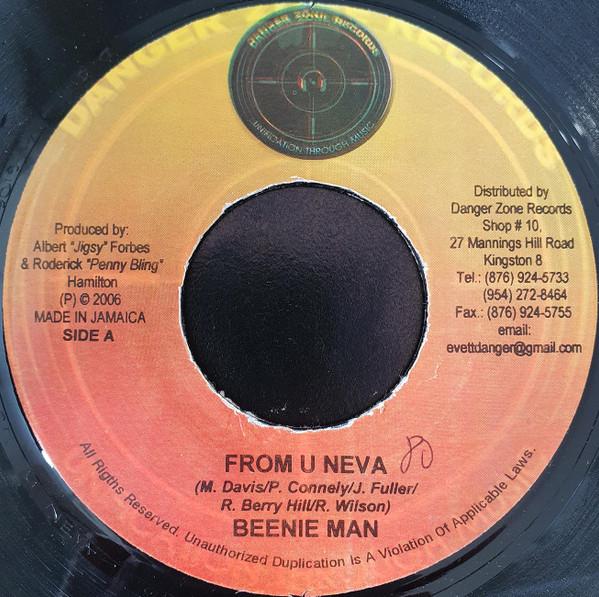 DANGER ZONE RECORDS
DANGER ZONE RECORDS
UNIFICATION THROUGH MUSIC
Produced by:
Albert "Jigsy" Forbes
& Roderick "Penny Bling"
Hamilton
(P) © 2006
MADE IN JAMAICA
SIDE A
Distributed by
Danger Zone Records
Shop # 10,
27 Mannings Hill Road
Kingston 8
Tel.: (876) 924-5733
(954) 272-8464
Fax.: (876) 924-5755
email:
evettdanger@gmail.com
FROM U NEVA
(M. Davis/P. Connely/J. Fuller/
R. Berry Hill/R. Wilson)
BEENIE MAN
All Rigths Reserved. Unauthorized Duplication Is A Violation Of Applicable Laws.